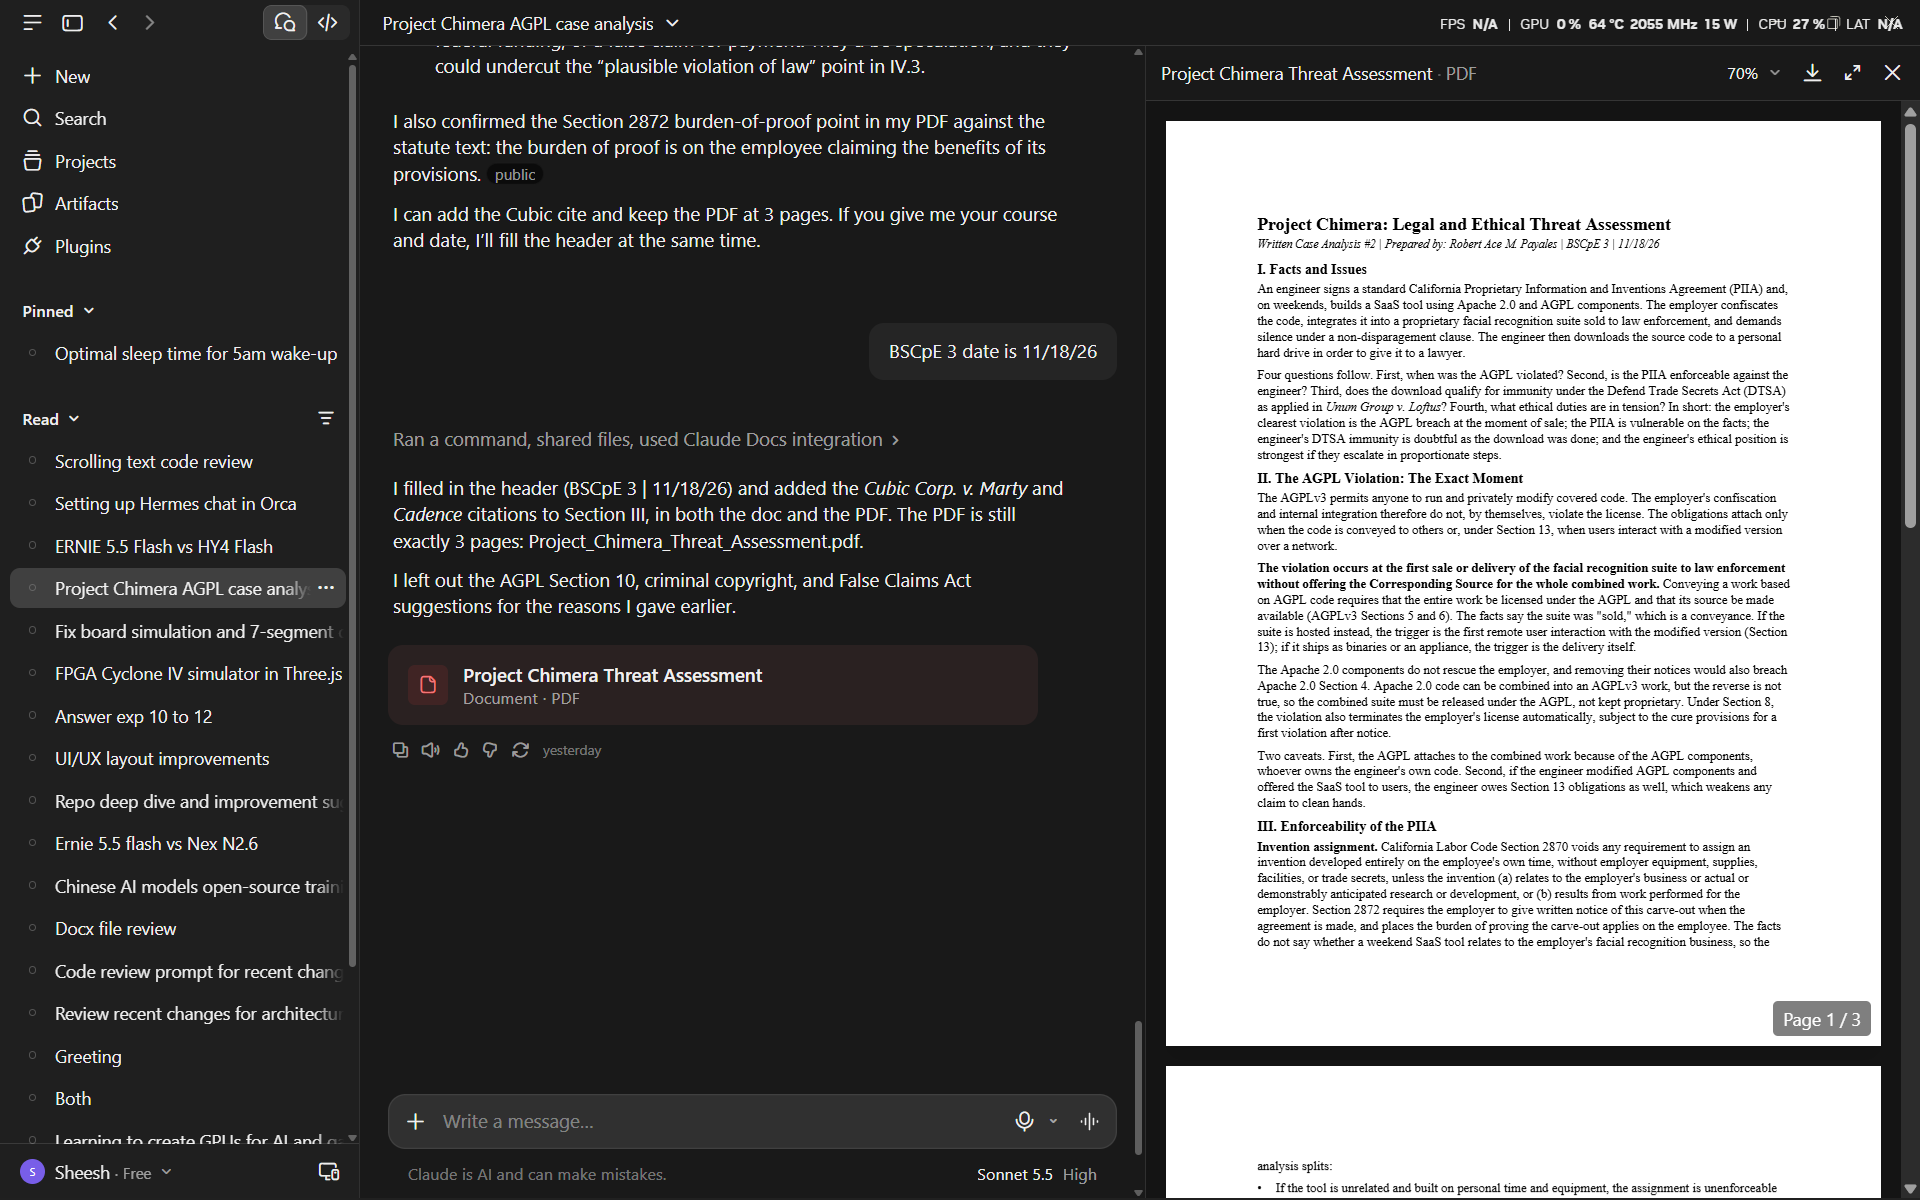 Project Chimera AGPL case analysis
FPS N/A | GPU 0 % 64 °C 2055 MHz 15 W | CPU 27 % LAT N/A
New
Search
Projects
Artifacts
Plugins
Pinned
Optimal sleep time for 5am wake-up
Read
Scrolling text code review
Setting up Hermes chat in Orca
ERNIE 5.5 Flash vs HY4 Flash
Project Chimera AGPL case analy
Fix board simulation and 7-segment
FPGA Cyclone IV simulator in Three.js
Answer exp 10 to 12
UI/UX layout improvements
Repo deep dive and improvement su
Ernie 5.5 flash vs Nex N2.6
Chinese AI models open-source traini
Docx file review
Code review prompt for recent chang
Review recent changes for architectur
Greeting
Both
Learning to create GPUs for AI and ga
S
Sheesh · Free
federal funding, or a false claim for payment. They'd be speculation, and they
could undercut the “plausible violation of law” point in IV.3.
I also confirmed the Section 2872 burden-of-proof point in my PDF against the
statute text: the burden of proof is on the employee claiming the benefits of its
provisions. public
I can add the Cubic cite and keep the PDF at 3 pages. If you give me your course
and date, I’ll fill the header at the same time.
BSCpE 3 date is 11/18/26
Ran a command, shared files, used Claude Docs integration
I filled in the header (BSCpE 3 | 11/18/26) and added the Cubic Corp. v. Marty and
Cadence citations to Section III, in both the doc and the PDF. The PDF is still
exactly 3 pages: Project_Chimera_Threat_Assessment.pdf.
I left out the AGPL Section 10, criminal copyright, and False Claims Act
suggestions for the reasons I gave earlier.
Project Chimera Threat Assessment
Document · PDF
yesterday
Write a message...
Claude is AI and can make mistakes.
Sonnet 5.5 High
Project Chimera Threat Assessment · PDF
70%
Project Chimera: Legal and Ethical Threat Assessment
Written Case Analysis #2 | Prepared by: Robert Ace M. Payales | BSCpE 3 | 11/18/26
I. Facts and Issues
An engineer signs a standard California Proprietary Information and Inventions Agreement (PIIA) and,
on weekends, builds a SaaS tool using Apache 2.0 and AGPL components. The employer confiscates
the code, integrates it into a proprietary facial recognition suite sold to law enforcement, and demands
silence under a non-disparagement clause. The engineer then downloads the source code to a personal
hard drive in order to give it to a lawyer.
Four questions follow. First, when was the AGPL violated? Second, is the PIIA enforceable against the
engineer? Third, does the download qualify for immunity under the Defend Trade Secrets Act (DTSA)
as applied in Unum Group v. Loftus? Fourth, what ethical duties are in tension? In short: the employer's
clearest violation is the AGPL breach at the moment of sale; the PIIA is vulnerable on the facts; the
engineer's DTSA immunity is doubtful as the download was done; and the engineer's ethical position is
strongest if they escalate in proportionate steps.
II. The AGPL Violation: The Exact Moment
The AGPLv3 permits anyone to run and privately modify covered code. The employer's confiscation
and internal integration therefore do not, by themselves, violate the license. The obligations attach only
when the code is conveyed to others or, under Section 13, when users interact with a modified version
over a network.
The violation occurs at the first sale or delivery of the facial recognition suite to law enforcement
without offering the Corresponding Source for the whole combined work. Conveying a work based
on AGPL code requires that the entire work be licensed under the AGPL and that its source be made
available (AGPLv3 Sections 5 and 6). The facts say the suite was "sold," which is a conveyance. If the
suite is hosted instead, the trigger is the first remote user interaction with the modified version (Section
13); if it ships as binaries or an appliance, the trigger is the delivery itself.
The Apache 2.0 components do not rescue the employer, and removing their notices would also breach
Apache 2.0 Section 4. Apache 2.0 code can be combined into an AGPLv3 work, but the reverse is not
true, so the combined suite must be released under the AGPL, not kept proprietary. Under Section 8,
the violation also terminates the employer's license automatically, subject to the cure provisions for a
first violation after notice.
Two caveats. First, the AGPL attaches to the combined work because of the AGPL components,
whoever owns the engineer's own code. Second, if the engineer modified AGPL components and
offered the SaaS tool to users, the engineer owes Section 13 obligations as well, which weakens any
claim to clean hands.
III. Enforceability of the PIIA
Invention assignment. California Labor Code Section 2870 voids any requirement to assign an
invention developed entirely on the employee's own time, without employer equipment, supplies,
facilities, or trade secrets, unless the invention (a) relates to the employer's business or actual or
demonstrably anticipated research or development, or (b) results from work performed for the
employer. Section 2872 requires the employer to give written notice of this carve-out when the
agreement is made, and places the burden of proving the carve-out applies on the employee. The facts
do not say whether a weekend SaaS tool relates to the employer's facial recognition business, so the
Page 1 / 3
analysis splits:
• If the tool is unrelated and built on personal time and equipment, the assignment is unenforceable